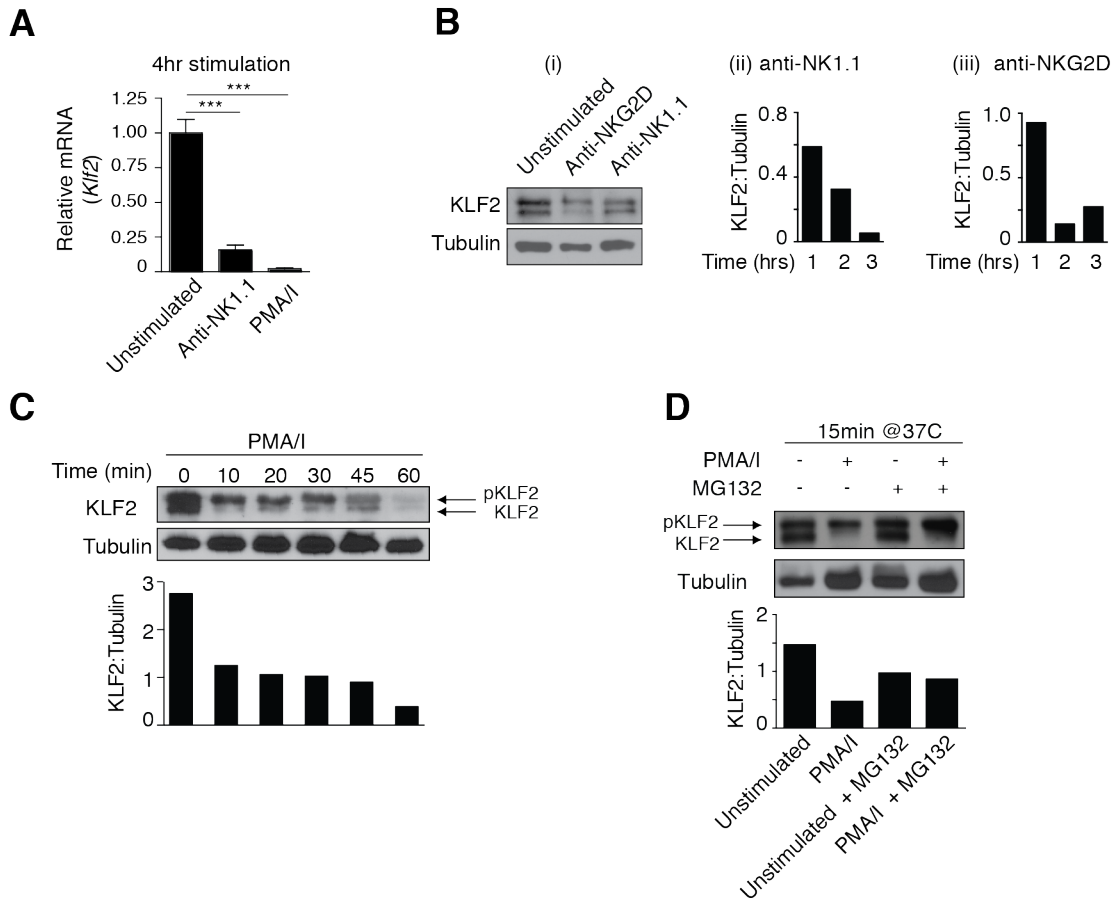 A
4hr stimulation
***
***
Relative mRNA
(Klf2)
1.25
1.00
0.75
0.50
0.25
0
Unstimulated
Anti-NK1.1
PMA/I
B
(i)
Unstimulated
Anti-NKG2D
Anti-NK1.1
KLF2
Tubulin
(ii) anti-NK1.1
KLF2:Tubulin
0.8
0.4
0
Time (hrs) 1 2 3
(iii) anti-NKG2D
KLF2:Tubulin
1.0
0.5
0
Time (hrs) 1 2 3
C
PMA/I
Time (min) 0 10 20 30 45 60
KLF2
pKLF2
KLF2
Tubulin
KLF2:Tubulin
3
2
1
0
D
15min @37C
PMA/I - + - +
MG132 - - + +
pKLF2
KLF2
Tubulin
KLF2:Tubulin
2
1
0
Unstimulated
PMA/I
Unstimulated + MG132
PMA/I + MG132